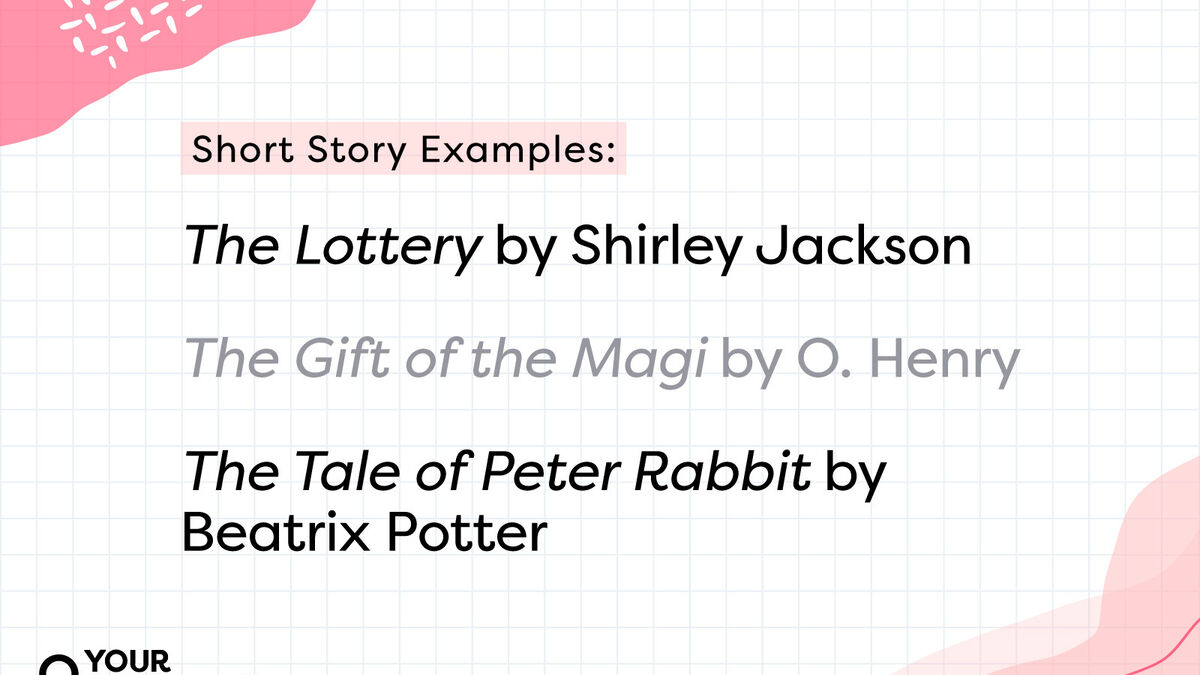 Short Story Examples:
The Lottery by Shirley Jackson
The Gift of the Magi by O. Henry
The Tale of Peter Rabbit by
Beatrix Potter
YOUR